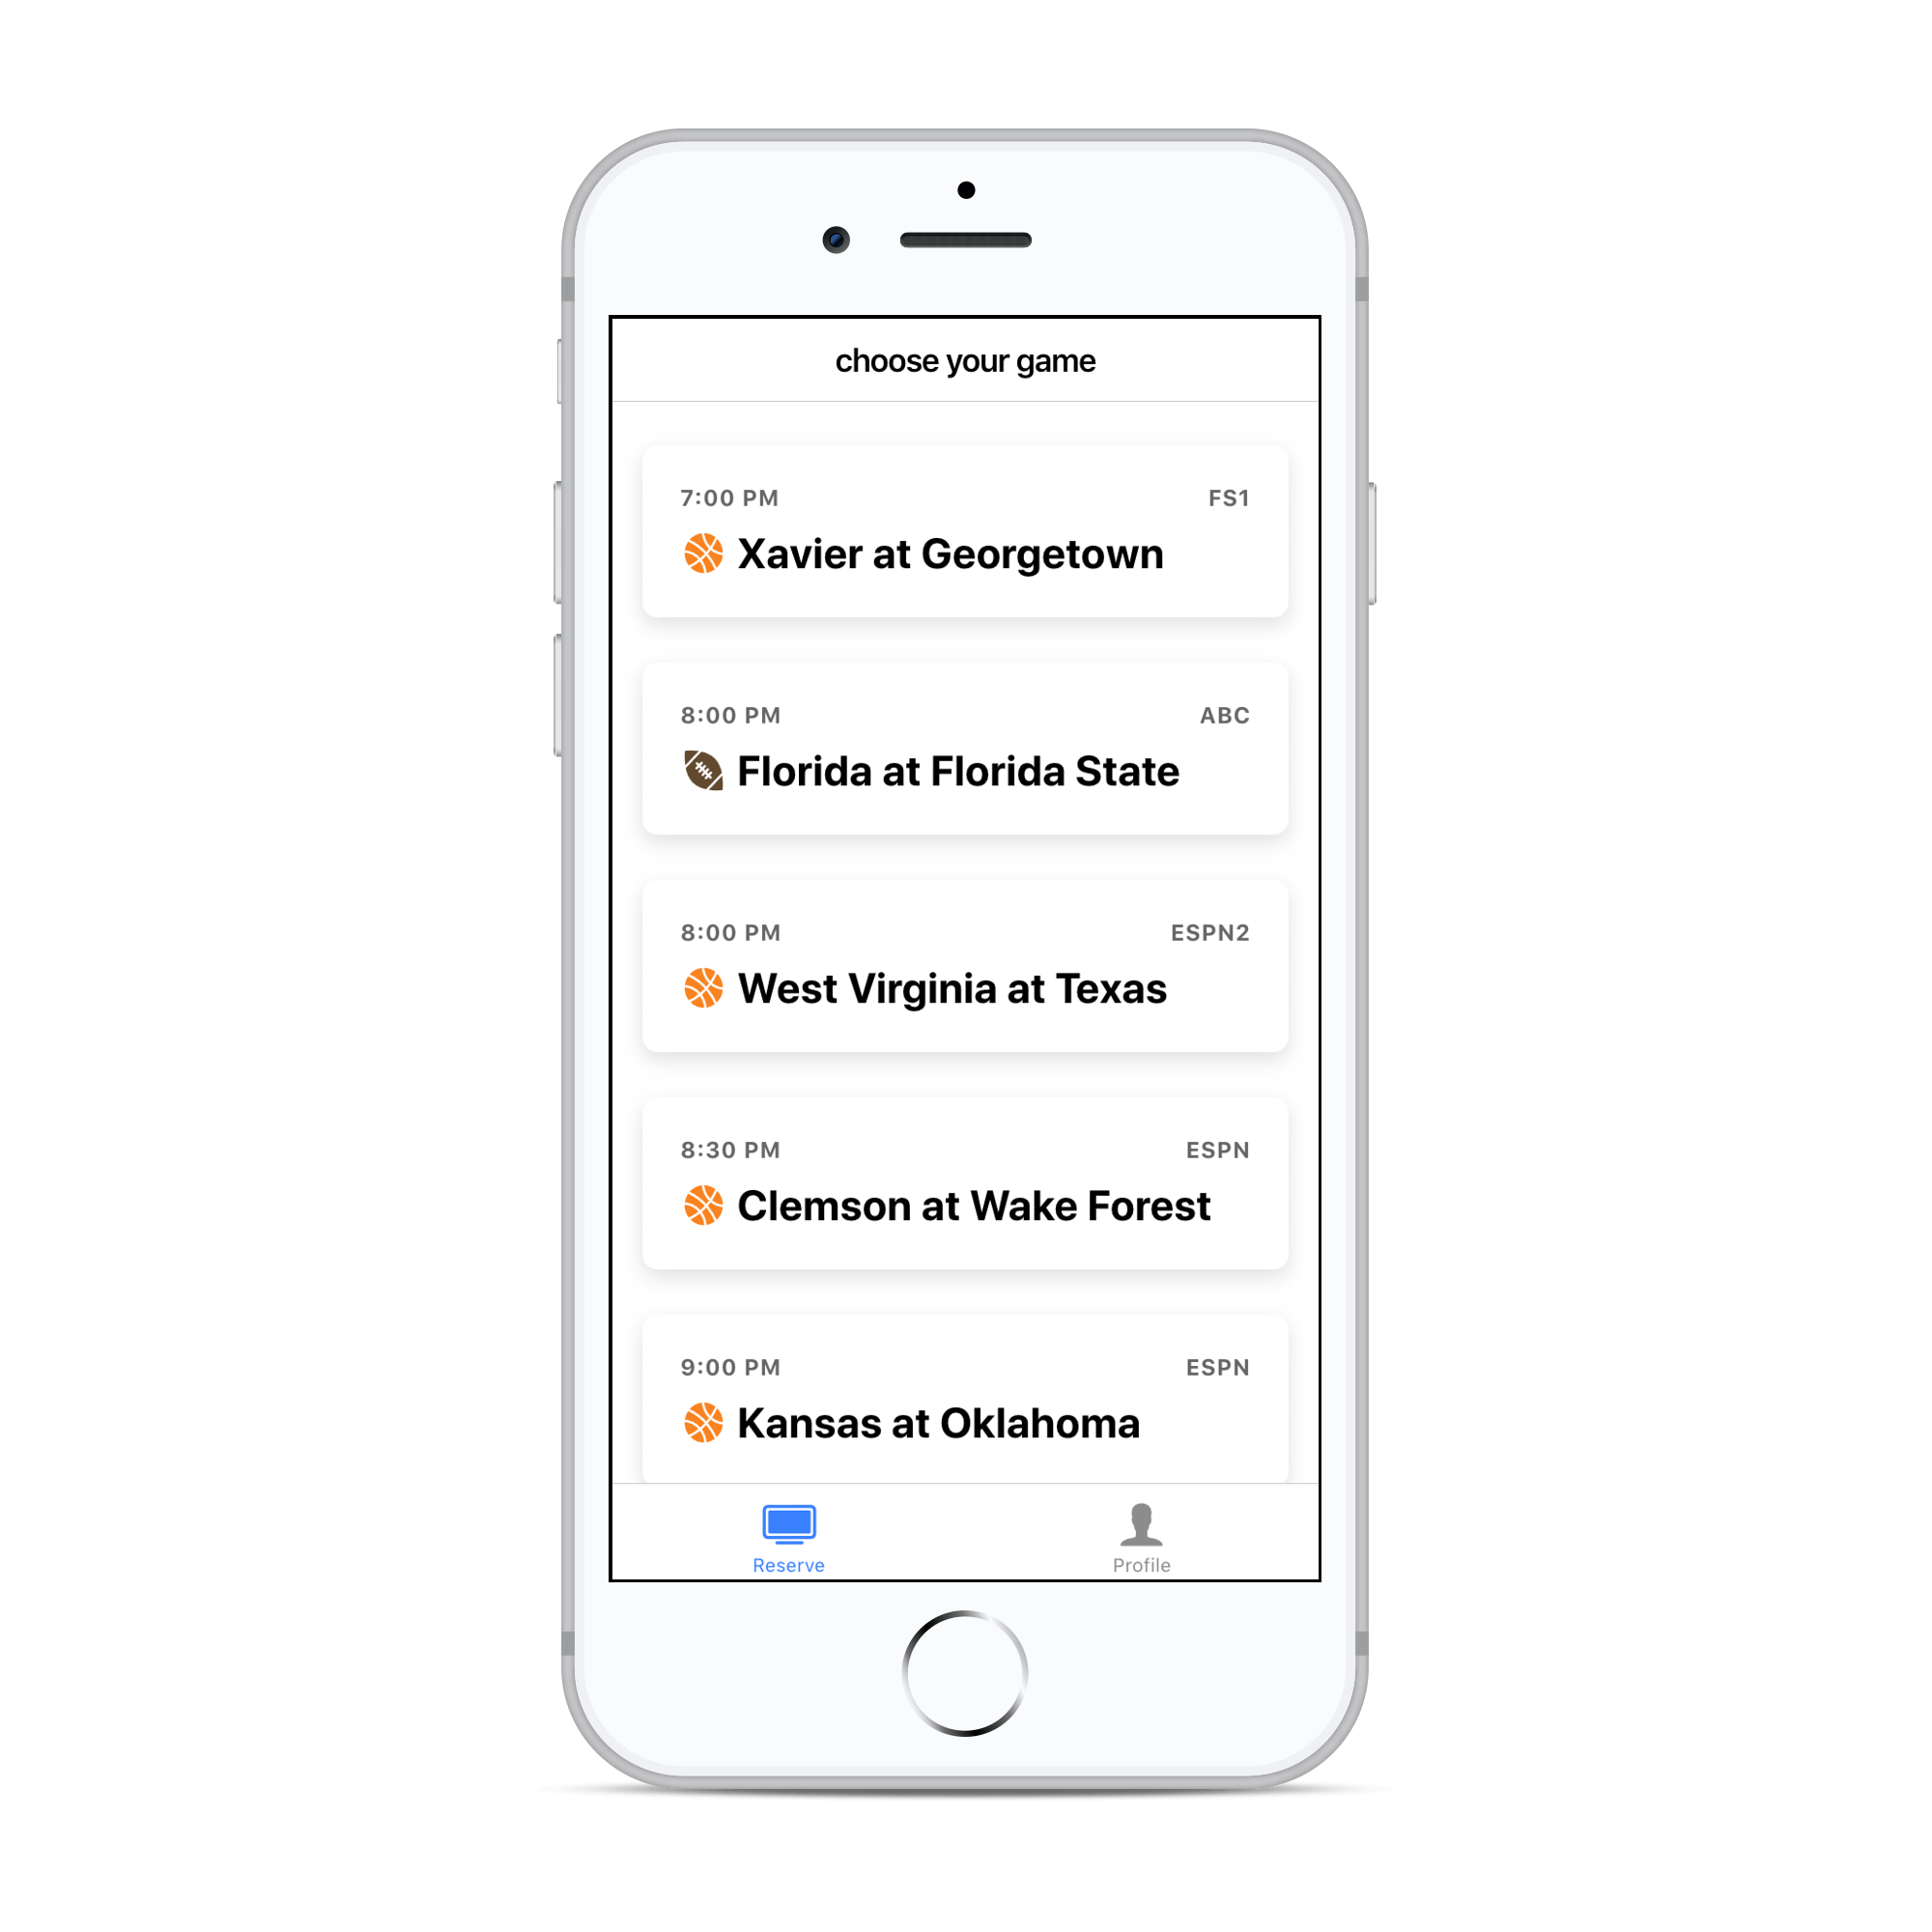 choose your game
7:00 PM FS1
Xavier at Georgetown
8:00 PM ABC
Florida at Florida State
8:00 PM ESPN2
West Virginia at Texas
8:30 PM ESPN
Clemson at Wake Forest
9:00 PM ESPN
Kansas at Oklahoma
Reserve Profile